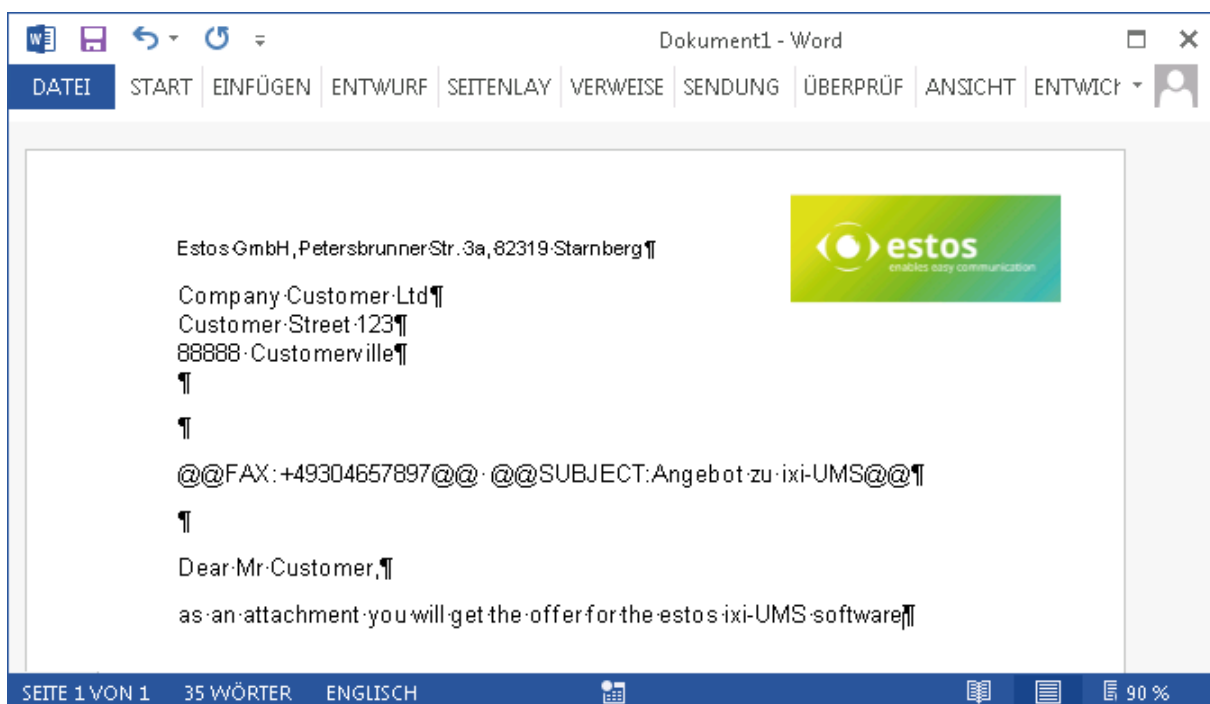 Dokument1 - Word
DATEI START EINFÜGEN ENTWURF SEITENLAY VERWEISE SENDUNG ÜBERPRÜF ANSICHT ENTWICK
estos
enables easy communication
Estos GmbH, Petersbrunner Str. 3a, 82319 Starnberg¶
Company Customer Ltd¶
Customer Street 123¶
88888 Customerville¶
¶
¶
@@FAX: +49304657897@@ @@SUBJECT:Angebot zu ixi-UMS@@¶
¶
Dear Mr Customer,¶
as an attachment you will get the offer for the estos ixi-UMS software¶
SEITE 1 VON 1 35 WÖRTER ENGLISCH 90 %